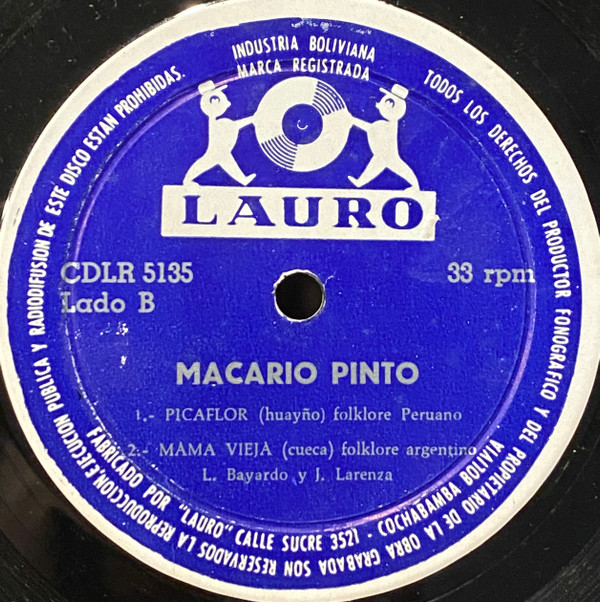 INDUSTRIA BOLIVIANA
MARCA REGISTRADA
TODOS LOS DERECHOS DEL PRODUCTOR FONOGRAFICO Y DEL PROPIETARIO DE LA OBRA GRABADA SON RESERVADOS LA REPRODUCCION, EJECUCION PUBLICA Y RADIODIFUSION DE ESTE DISCO ESTAN PROHIBIDAS.
LAURO
CDLR 5135
33 rpm
Lado B
MACARIO PINTO
1.- PICAFLOR (huayño) folklore Peruano
2.- MAMA VIEJA (cueca) folklore argentino
L. Bayardo y J. Larenza
FABRICADO POR "LAURO" CALLE SUCRE 3521 - COCHABAMBA BOLIVIA